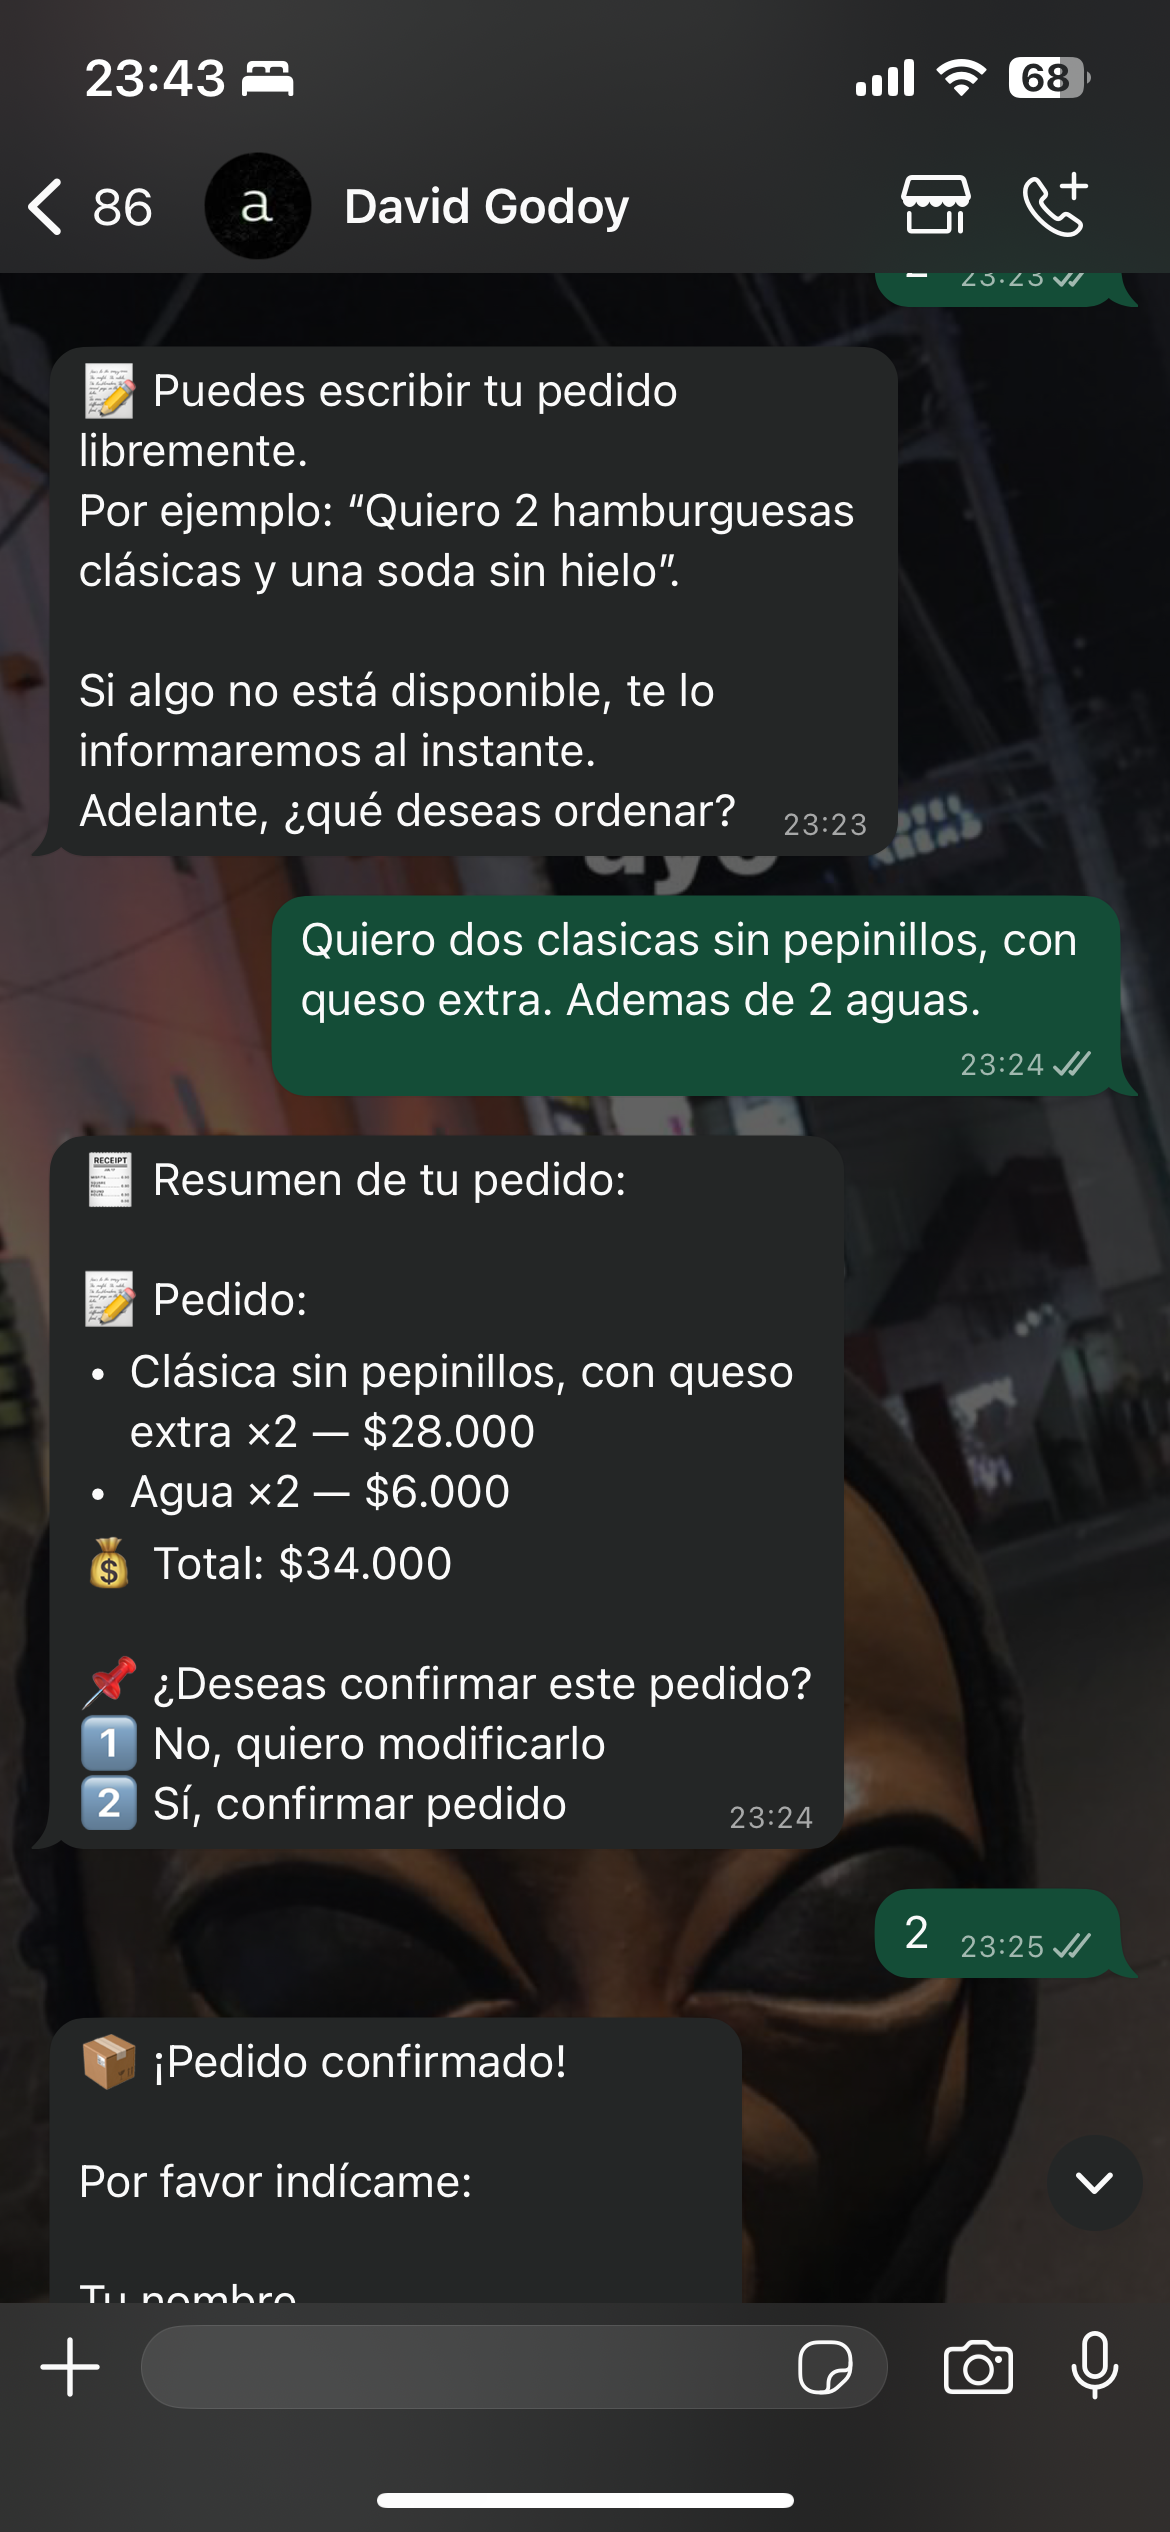 23:43
68
86
a
David Godoy
23:23
📝 Puedes escribir tu pedido
libremente.
Por ejemplo: “Quiero 2 hamburguesas
clásicas y una soda sin hielo”.
Si algo no está disponible, te lo
informaremos al instante.
Adelante, ¿qué deseas ordenar?
23:23
Quiero dos clasicas sin pepinillos, con
queso extra. Ademas de 2 aguas.
23:24
RECEIPT
🧾 Resumen de tu pedido:
📝 Pedido:
• Clásica sin pepinillos, con queso
extra ×2 — $28.000
• Agua ×2 — $6.000
💰 Total: $34.000
📌 ¿Deseas confirmar este pedido?
1️⃣ No, quiero modificarlo
2️⃣ Sí, confirmar pedido
23:24
2 23:25
📦 ¡Pedido confirmado!
Por favor indícame:
Tu nombre